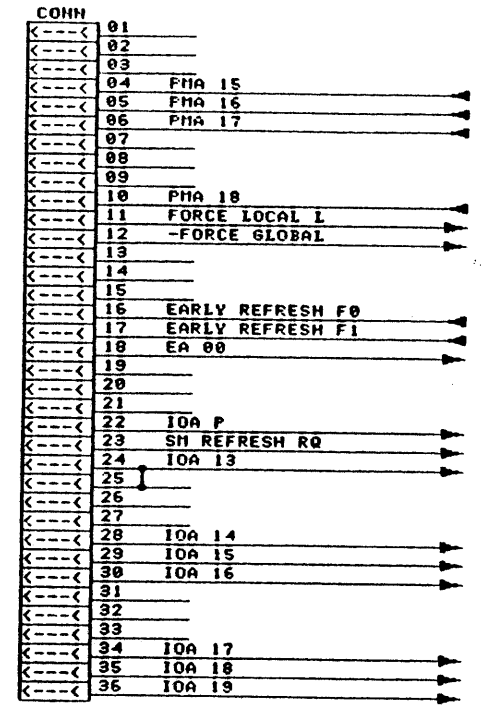 CONN
<---< 01
<---< 02
<---< 03
<---< 04 PMA 15
<---< 05 PMA 16
<---< 06 PMA 17
<---< 07
<---< 08
<---< 09
<---< 10 PMA 18
<---< 11 FORCE LOCAL L
<---< 12 -FORCE GLOBAL
<---< 13
<---< 14
<---< 15
<---< 16 EARLY REFRESH F0
<---< 17 EARLY REFRESH F1
<---< 18 EA 00
<---< 19
<---< 20
<---< 21
<---< 22 IOA P
<---< 23 SM REFRESH RQ
<---< 24 IOA 13
<---< 25
<---< 26
<---< 27
<---< 28 IOA 14
<---< 29 IOA 15
<---< 30 IOA 16
<---< 31
<---< 32
<---< 33
<---< 34 IOA 17
<---< 35 IOA 18
<---< 36 IOA 19